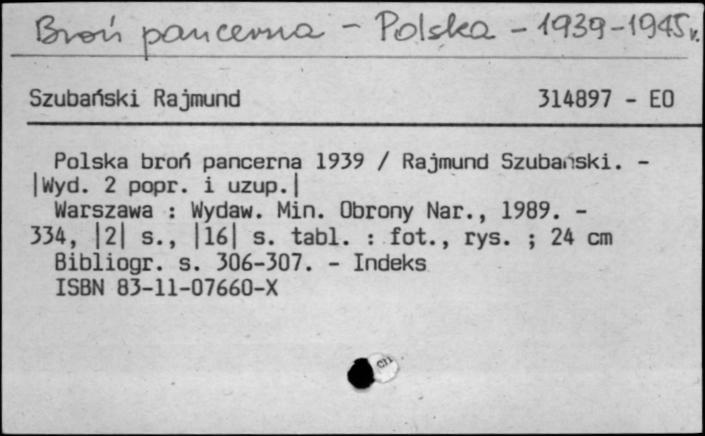 Broń pancerna - Polska - 1939-1945 r.
Szubański Rajmund 314897 - EO
Polska broń pancerna 1939 / Rajmund Szubański. -
|Wyd. 2 popr. i uzup.|
Warszawa : Wydaw. Min. Obrony Nar., 1989. -
334, |2| s., |16| s. tabl. : fot., rys. ; 24 cm
Bibliogr. s. 306-307. - Indeks
ISBN 83-11-07660-X